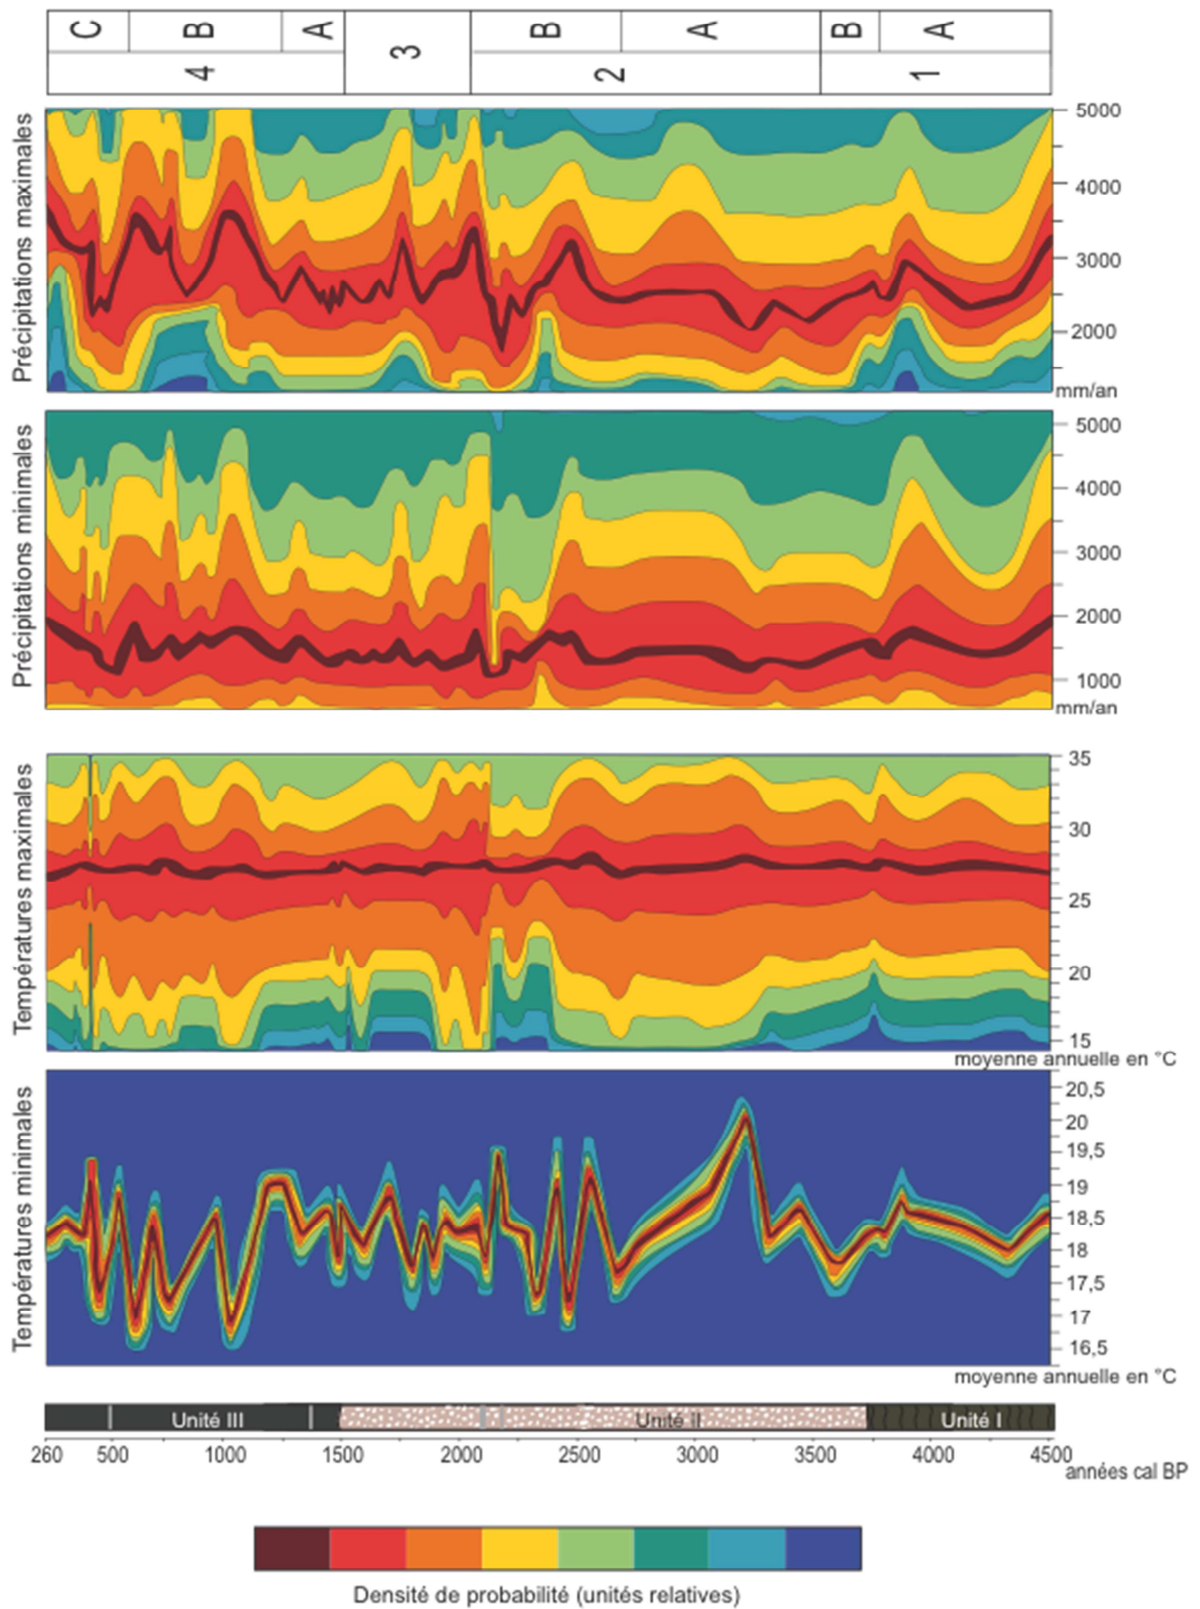 C B A 3 B A B A
4 2 1
Précipitations maximales
5000
4000
3000
2000
mm/an
Précipitations minimales
5000
4000
3000
2000
1000
mm/an
Températures maximales
35
30
25
20
15
moyenne annuelle en °C
Températures minimales
20,5
20
19,5
19
18,5
18
17,5
17
16,5
moyenne annuelle en °C
Unité III Unité II Unité I
260 500 1000 1500 2000 2500 3000 3500 4000 4500
années cal BP
Densité de probabilité (unités relatives)